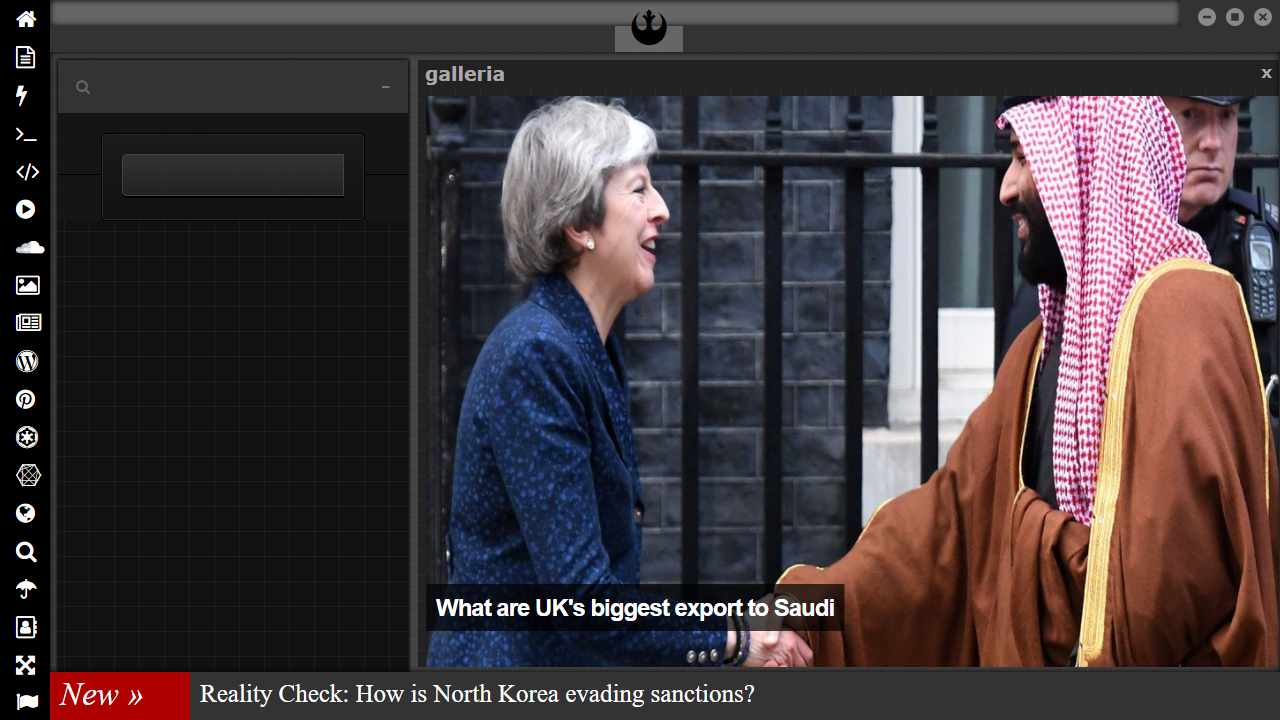 galleria
x
What are UK's biggest export to Saudi
New »
Reality Check: How is North Korea evading sanctions?